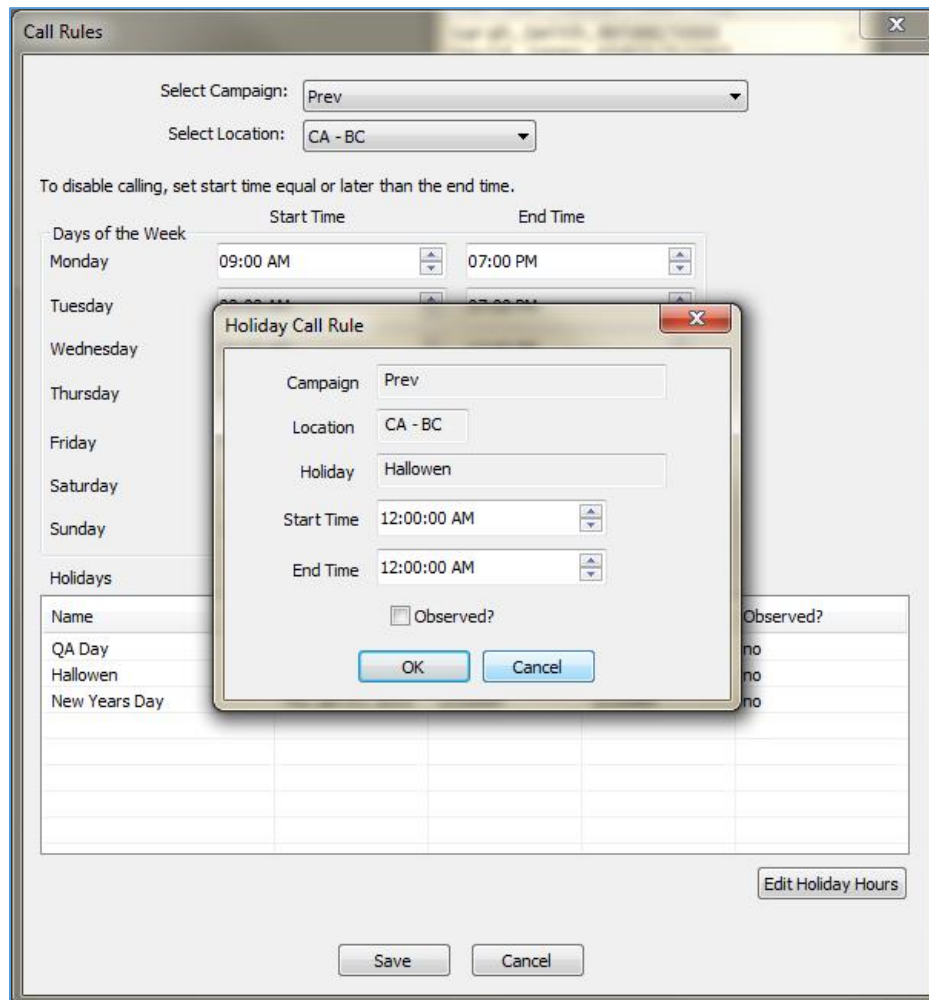 Call Rules
Select Campaign: Prev
Select Location: CA - BC
To disable calling, set start time equal or later than the end time.
Start Time End Time
Days of the Week
Monday 09:00 AM 07:00 PM
Tuesday
Holiday Call Rule
Wednesday
Campaign Prev
Thursday
Location CA - BC
Friday
Holiday Hallowen
Saturday
Start Time 12:00:00 AM
Sunday
End Time 12:00:00 AM
Holidays
Observed?
Name Observed?
QA Day no
OK Cancel
Hallowen no
New Years Day no
Edit Holiday Hours
Save Cancel